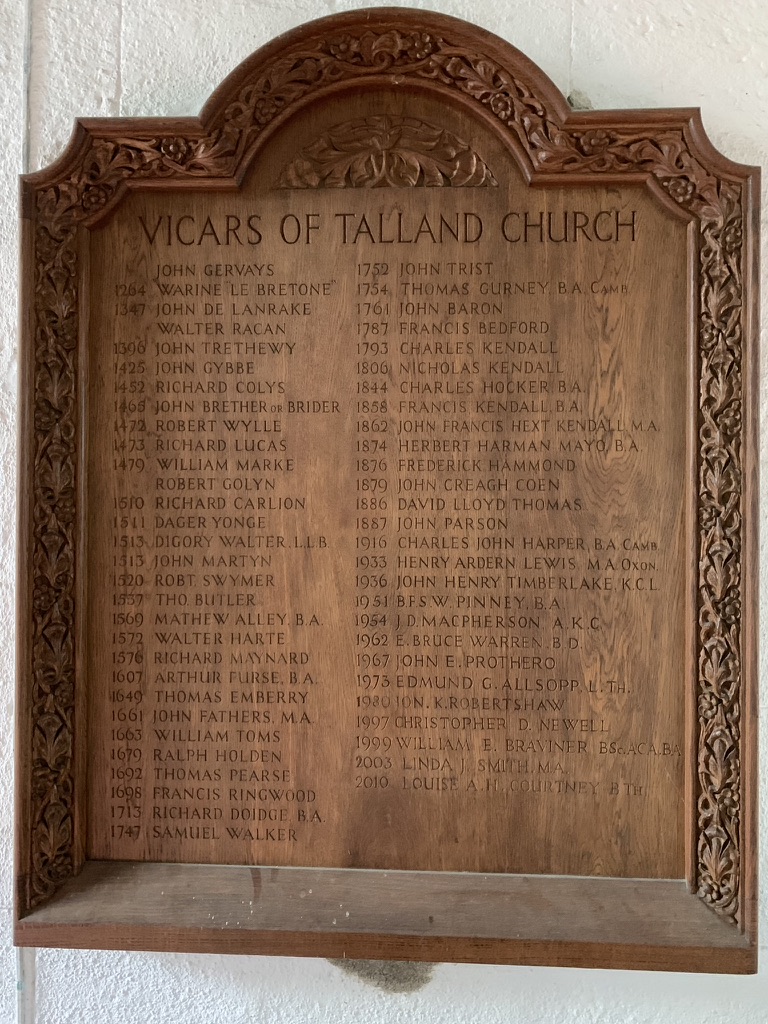 VICARS OF TALLAND CHURCH
JOHN GERVAYS
1264 WARINE "LE BRETONE"
1347 JOHN DE LANRAKE
WALTER RACAN
1396 JOHN TRETHEWY
1425 JOHN GYBBE
1452 RICHARD COLYS
1465 JOHN BRETHER OR BRIDER
1472 ROBERT WYLLE
1473 RICHARD LUCAS
1479 WILLIAM MARKE
ROBERT GOLYN
1510 RICHARD CARLION
1511 DAGER YONGE
1513 DIGORY WALTER, L.L.B.
1513 JOHN MARTYN
1520 ROBT. SWYMER
1537 THO. BUTLER
1569 MATHEW ALLEY, B.A.
1572 WALTER HARTE
1576 RICHARD MAYNARD
1607 ARTHUR FURSE, B.A.
1649 THOMAS EMBERRY
1661 JOHN FATHERS, M.A.
1663 WILLIAM TOMS
1679 RALPH HOLDEN
1692 THOMAS PEARSE
1698 FRANCIS RINGWOOD
1713 RICHARD DOIDGE, B.A.
1747 SAMUEL WALKER
1752 JOHN TRIST
1754 THOMAS GURNEY, B.A. CAMB.
1761 JOHN BARON
1787 FRANCIS BEDFORD
1793 CHARLES KENDALL
1806 NICHOLAS KENDALL
1844 CHARLES HOCKER B.A.
1858 FRANCIS KENDALL, B.A.
1862 JOHN FRANCIS HEXT KENDALL, M.A.
1874 HERBERT HARMAN MAYO, B.A.
1876 FREDERICK HAMMOND
1879 JOHN CREAGH COEN
1886 DAVID LLOYD THOMAS
1887 JOHN PARSON
1916 CHARLES JOHN HARPER, B.A. CAMB.
1933 HENRY ARDERN LEWIS, M.A. OXON.
1936 JOHN HENRY TIMBERLAKE, K.C.L.
1951 B.F.S.W. PINNEY, B.A.
1954 J.D. MACPHERSON, A.K.C.
1962 E. BRUCE WARREN, B.D.
1967 JOHN E. PROTHERO
1973 EDMUND G. ALLSOPP, L. TH.
1980 JON. K. ROBERTSHAW
1997 CHRISTOPHER D. NEWELL
1999 WILLIAM E. BRAVINER BSc. ACA. BA
2003 LINDA J. SMITH, M.A.
2010 LOUISE A.H. COURTNEY B TH.